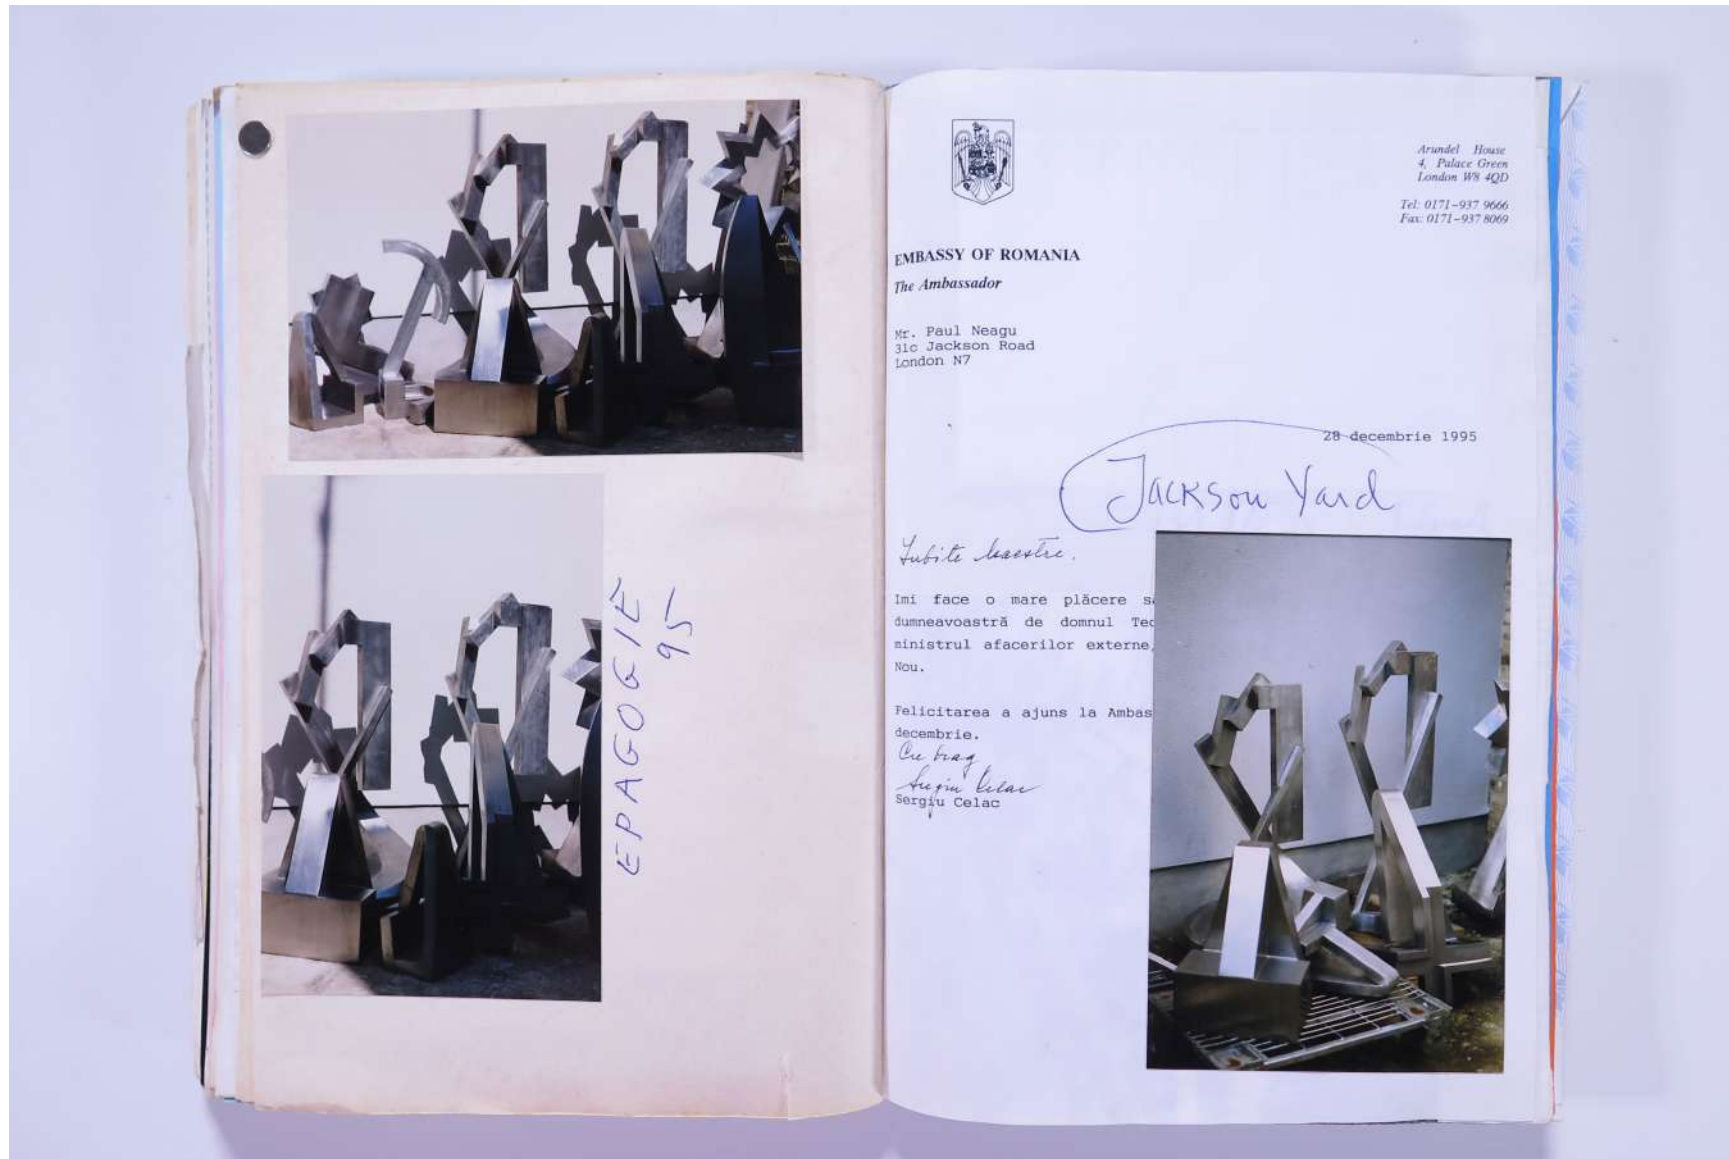 EPAGOGIE
95
Arundel House
4, Palace Green
London W8 4QD
Tel: 0171-937 9666
Fax: 0171-937 8069
EMBASSY OF ROMANIA
The Ambassador
Mr. Paul Neagu
31c Jackson Road
London N7
28 decembrie 1995
Jackson Yard
Iubite Maestre.
Imi face o mare plăcere
dumneavoastră de domnul
ministrul afacerilor externe,
Nou.
Felicitarea a ajuns la
decembrie.
Cu drag
Sergiu Celac
Sergiu Celac